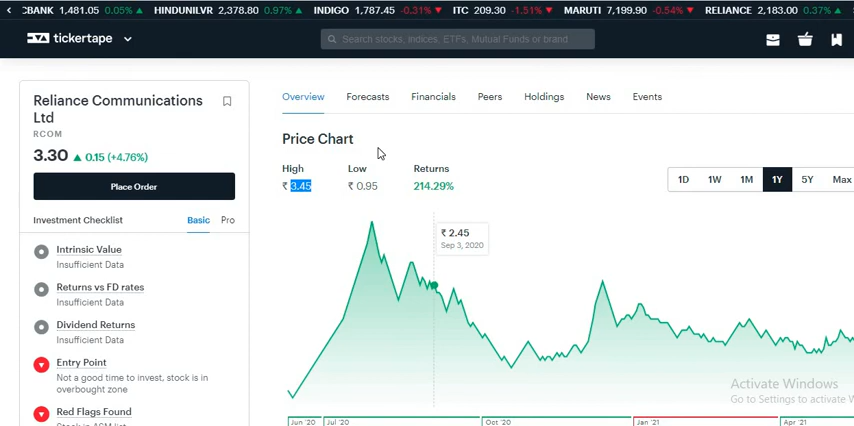 CBANK 1,481.05 0.05% HINDUNILVR 2,378.80 0.97% INDIGO 1,787.45 -0.31% ITC 209.30 -1.51% MARUTI 7,199.90 -0.54% RELIANCE 2,183.00 0.37%
tickertape
Search stocks, indices, ETFs, Mutual Funds or brand
Reliance Communications
Ltd
RCOM
3.30 0.15 (+4.76%)
Place Order
Investment Checklist Basic Pro
Intrinsic Value
Insufficient Data
Returns vs FD rates
Insufficient Data
Dividend Returns
Insufficient Data
Entry Point
Not a good time to invest, stock is in
overbought zone
Red Flags Found
Stock in ASM list
Overview Forecasts Financials Peers Holdings News Events
Price Chart
High Low Returns
₹ 3.45 ₹ 0.95 214.29%
1D 1W 1M 1Y 5Y Max
₹ 2.45
Sep 3, 2020
Jun '20 Jul '20 Oct '20 Jan '21 Apr '21
Activate Windows
Go to Settings to activate W